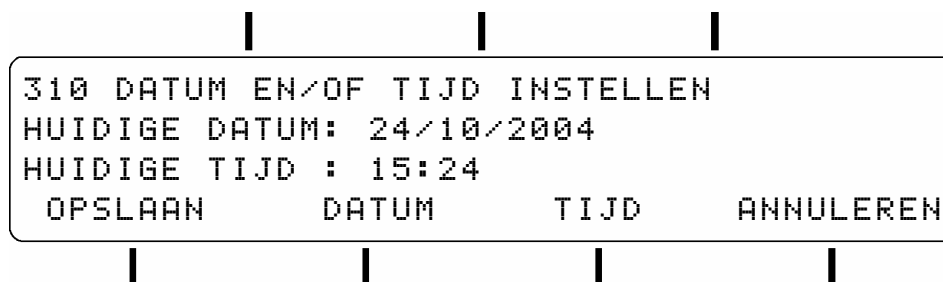 310 DATUM EN/OF TIJD INSTELLEN
HUIDIGE DATUM: 24/10/2004
HUIDIGE TIJD : 15:24
OPSLAAN DATUM TIJD ANNULEREN